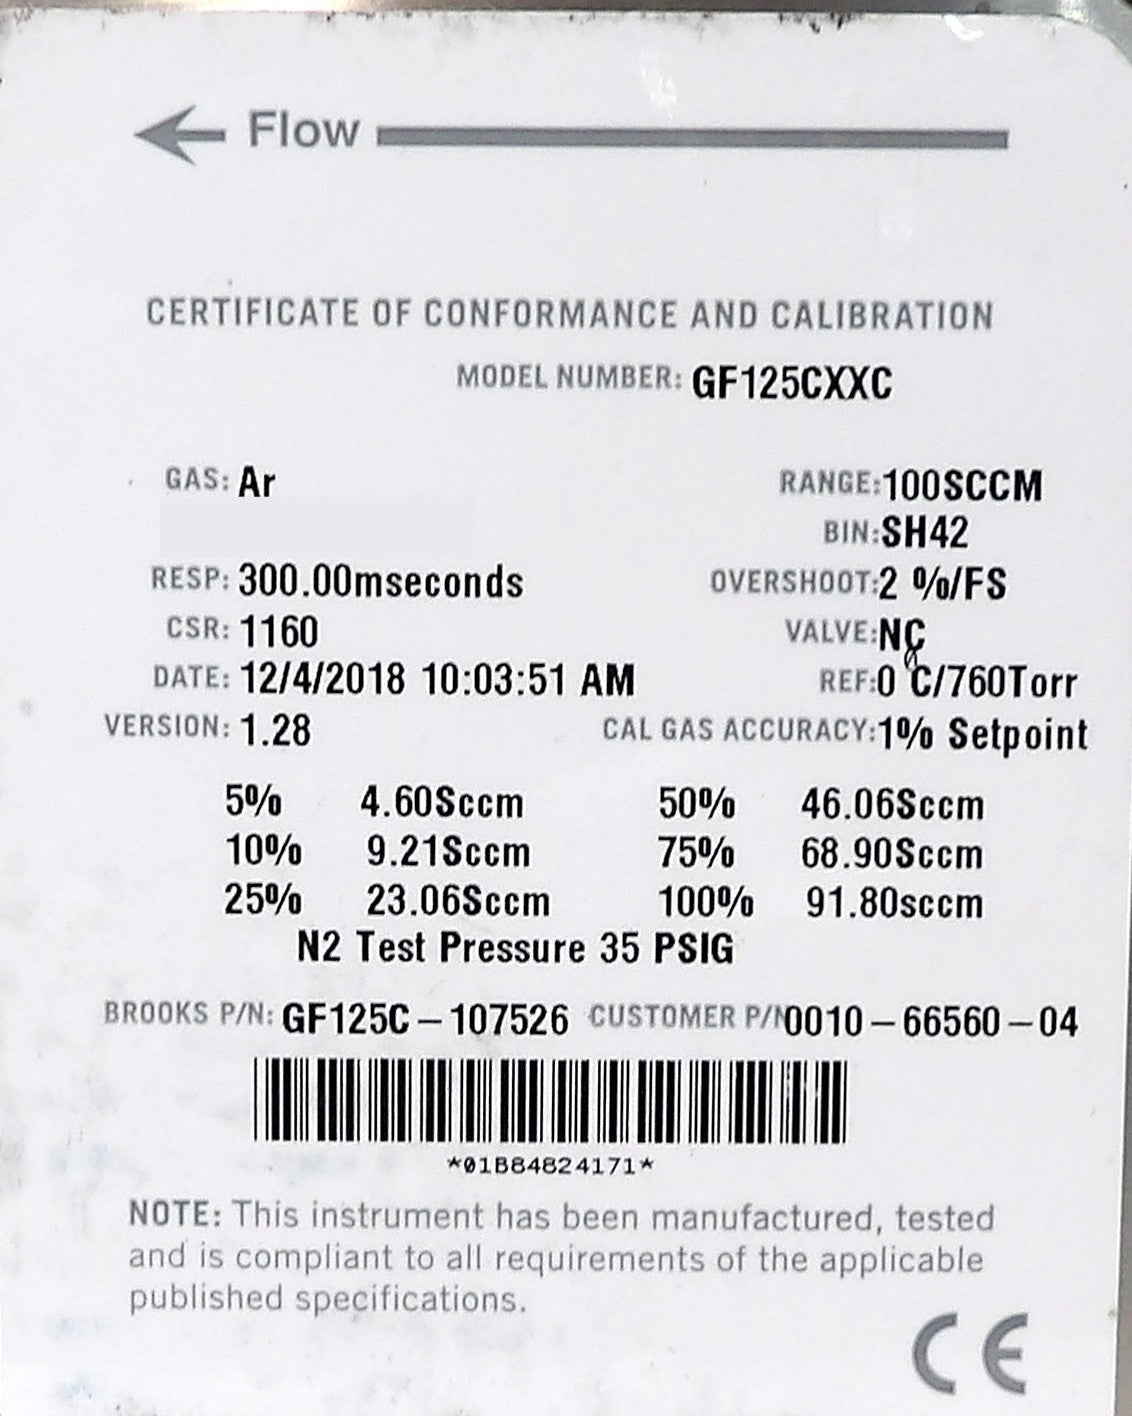 Flow
CERTIFICATE OF CONFORMANCE AND CALIBRATION
MODEL NUMBER: GF125CXXC
GAS: Ar RANGE:100SCCM
BIN:SH42
RESP: 300.00mseconds OVERSHOOT:2 %/FS
CSR: 1160 VALVE:NC
DATE: 12/4/2018 10:03:51 AM REF:0 °C/760Torr
VERSION: 1.28 CAL GAS ACCURACY:1% Setpoint
5% 4.60Sccm 50% 46.06Sccm
10% 9.21Sccm 75% 68.90Sccm
25% 23.06Sccm 100% 91.80sccm
N2 Test Pressure 35 PSIG
BROOKS P/N: GF125C-107526 CUSTOMER P/N0010-66560-04
*01B84824171*
NOTE: This instrument has been manufactured, tested
and is compliant to all requirements of the applicable
published specifications.
CE